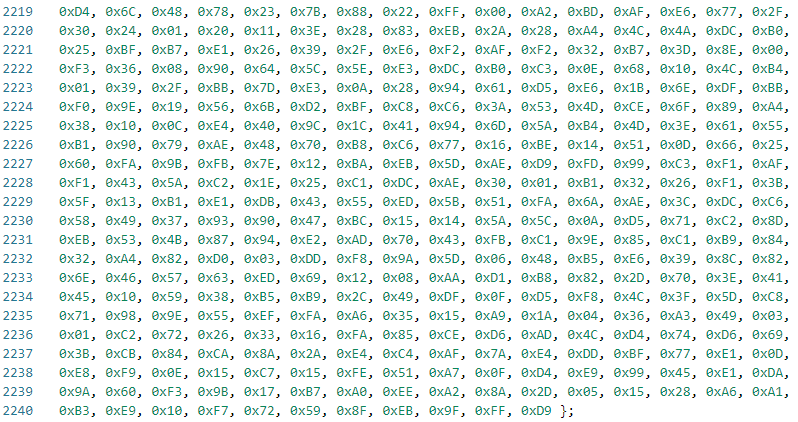 2219 0xD4, 0x6C, 0x48, 0x78, 0x23, 0x7B, 0x88, 0x22, 0xFF, 0x00, 0xA2, 0xBD, 0xAF, 0xE6, 0x77, 0x2F,
2220 0x30, 0x24, 0x01, 0x20, 0x11, 0x3E, 0x28, 0x83, 0xEB, 0x2A, 0x28, 0xA4, 0x4C, 0x4A, 0xDC, 0xB0,
2221 0x25, 0xBF, 0xB7, 0xE1, 0x26, 0x39, 0x2F, 0xE6, 0xF2, 0xAF, 0xF2, 0x32, 0xB7, 0x3D, 0x8E, 0x00,
2222 0xF3, 0x36, 0x08, 0x90, 0x64, 0x5C, 0x5E, 0xE3, 0xDC, 0xB0, 0xC3, 0x0E, 0x68, 0x10, 0x4C, 0xB4,
2223 0x01, 0x39, 0x2F, 0xBB, 0x7D, 0xE3, 0x0A, 0x28, 0x94, 0x61, 0xD5, 0xE6, 0x1B, 0x6E, 0xDF, 0xBB,
2224 0xF0, 0x9E, 0x19, 0x56, 0x6B, 0xD2, 0xBF, 0xC8, 0xC6, 0x3A, 0x53, 0x4D, 0xCE, 0x6F, 0x89, 0xA4,
2225 0x38, 0x10, 0x0C, 0xE4, 0x40, 0x9C, 0x1C, 0x41, 0x94, 0x6D, 0x5A, 0xB4, 0x4D, 0x3E, 0x61, 0x55,
2226 0xB1, 0x90, 0x79, 0xAE, 0x48, 0x70, 0xB8, 0xC6, 0x77, 0x16, 0xBE, 0x14, 0x51, 0x0D, 0x66, 0x25,
2227 0x60, 0xFA, 0x9B, 0xFB, 0x7E, 0x12, 0xBA, 0xEB, 0x5D, 0xAE, 0xD9, 0xFD, 0x99, 0xC3, 0xF1, 0xAF,
2228 0xF1, 0x43, 0x5A, 0xC2, 0x1E, 0x25, 0xC1, 0xDC, 0xAE, 0x30, 0x01, 0xB1, 0x32, 0x26, 0xF1, 0x3B,
2229 0x5F, 0x13, 0xB1, 0xE1, 0xDB, 0x43, 0x55, 0xED, 0x5B, 0x51, 0xFA, 0x6A, 0xAE, 0x3C, 0xDC, 0xC6,
2230 0x58, 0x49, 0x37, 0x93, 0x90, 0x47, 0xBC, 0x15, 0x14, 0x5A, 0x5C, 0x0A, 0xD5, 0x71, 0xC2, 0x8D,
2231 0xEB, 0x53, 0x4B, 0x87, 0x94, 0xE2, 0xAD, 0x70, 0x43, 0xFB, 0xC1, 0x9E, 0x85, 0xC1, 0xB9, 0x84,
2232 0x32, 0xA4, 0x82, 0xD0, 0x03, 0xDD, 0xF8, 0x9A, 0x5D, 0x06, 0x48, 0xB5, 0xE6, 0x39, 0x8C, 0x82,
2233 0x6E, 0x46, 0x57, 0x63, 0xED, 0x69, 0x12, 0x08, 0xAA, 0xD1, 0xB8, 0x82, 0x2D, 0x70, 0x3E, 0x41,
2234 0x45, 0x10, 0x59, 0x38, 0xB5, 0xB9, 0x2C, 0x49, 0xDF, 0x0F, 0xD5, 0xF8, 0x4C, 0x3F, 0x5D, 0xC8,
2235 0x71, 0x98, 0x9E, 0x55, 0xEF, 0xFA, 0xA6, 0x35, 0x15, 0xA9, 0x1A, 0x04, 0x36, 0xA3, 0x49, 0x03,
2236 0x01, 0xC2, 0x72, 0x26, 0x33, 0x16, 0xFA, 0x85, 0xCE, 0xD6, 0xAD, 0x4C, 0xD4, 0x74, 0xD6, 0x69,
2237 0x3B, 0xCB, 0x84, 0xCA, 0x8A, 0x2A, 0xE4, 0xC4, 0xAF, 0x7A, 0xE4, 0xDD, 0xBF, 0x77, 0xE1, 0x0D,
2238 0xE8, 0xF9, 0x0E, 0x15, 0xC7, 0x15, 0xFE, 0x51, 0xA7, 0x0F, 0xD4, 0xE9, 0x99, 0x45, 0xE1, 0xDA,
2239 0x9A, 0x60, 0xF3, 0x9B, 0x17, 0xB7, 0xA0, 0xEE, 0xA2, 0x8A, 0x2D, 0x05, 0x15, 0x28, 0xA6, 0xA1,
2240 0xB3, 0xE9, 0x10, 0xF7, 0x72, 0x59, 0x8F, 0xEB, 0x9F, 0xFF, 0xD9 };